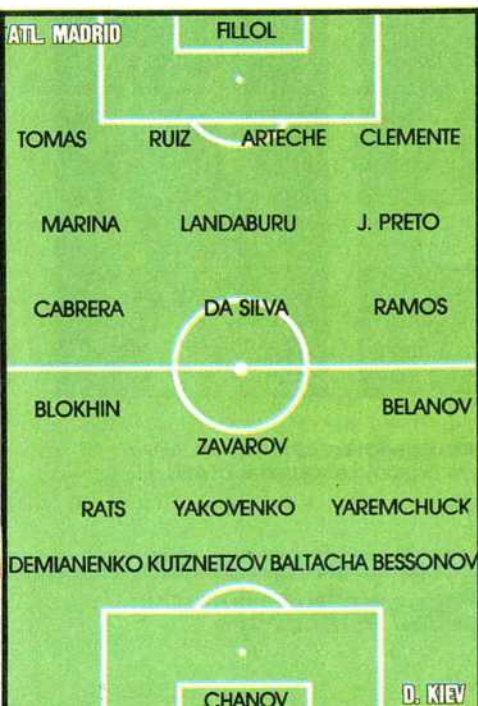 ATL. MADRID
FILLOL
TOMAS RUIZ ARTECHE CLEMENTE
MARINA LANDABURU J. PRETO
CABRERA DA SILVA RAMOS
BLOKHIN BELANOV
ZAVAROV
RATS YAKOVENKO YAREMCHUCK
DEMIANENKO KUTZNETZOV BALTACHA BESSONOV
CHANOV
D. KIEV